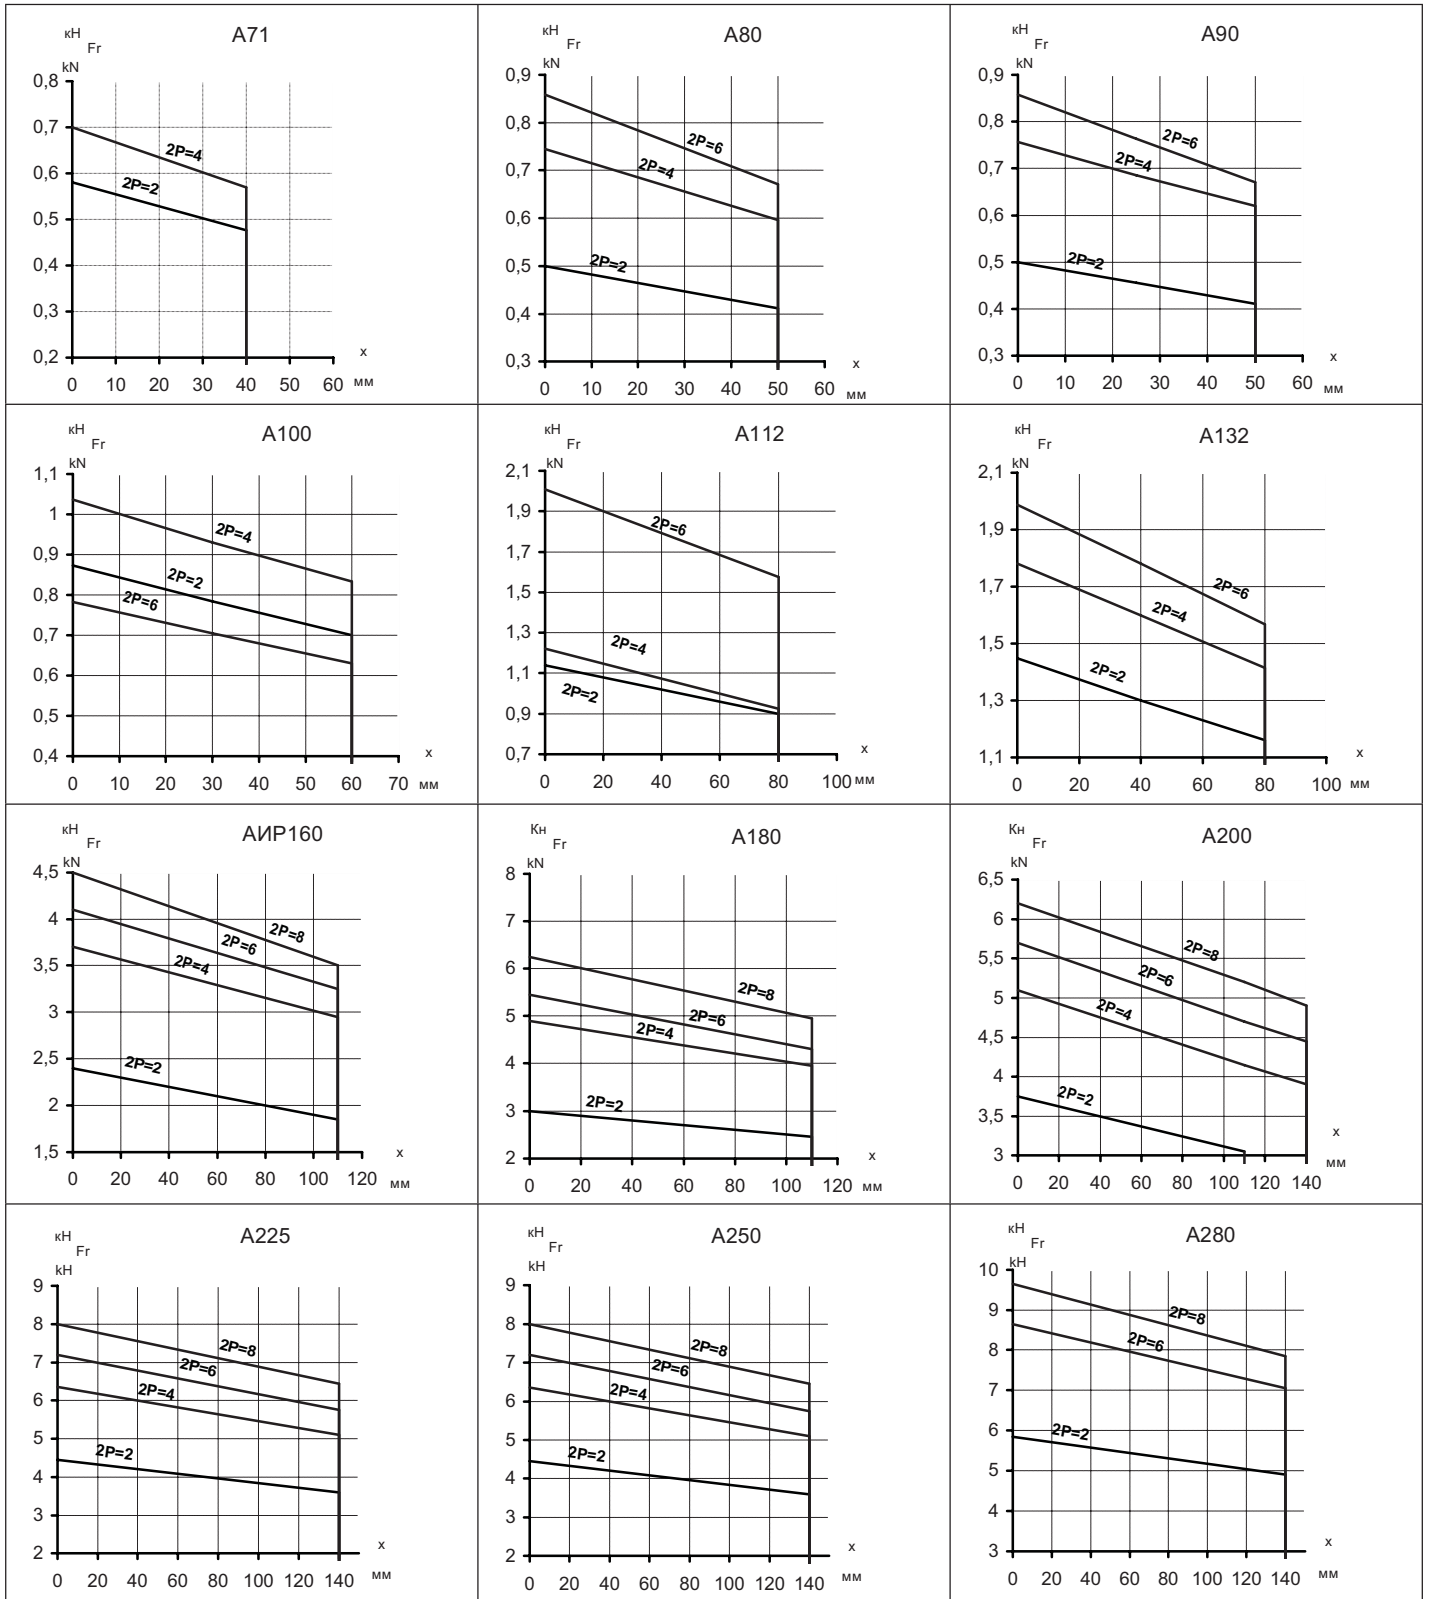 кН
Fr
kN
А71
0,8
0,7
0,6
0,5
0,4
0,3
0,2
2P=4
2P=2
x
0 10 20 30 40 50 60 мм
кН
Fr
kN
А80
0,9
0,8
0,7
0,6
0,5
0,4
0,3
2P=6
2P=4
2P=2
x
0 10 20 30 40 50 60 мм
кН
Fr
kN
А90
0,9
0,8
0,7
0,6
0,5
0,4
0,3
2P=6
2P=4
2P=2
x
0 10 20 30 40 50 60 мм
кН
Fr
kN
А100
1,1
1
0,9
0,8
0,7
0,6
0,5
0,4
2P=4
2P=2
2P=6
x
0 10 20 30 40 50 60 70 мм
кН
Fr
kN
А112
2,1
1,9
1,7
1,5
1,3
1,1
0,9
0,7
2P=6
2P=4
2P=2
x
0 20 40 60 80 100 мм
кН
Fr
kN
А132
2,1
1,9
1,7
1,5
1,3
1,1
2P=6
2P=4
2P=2
x
0 20 40 60 80 100 мм
кН
Fr
kN
АИР160
4,5
4
3,5
3
2,5
2
1,5
2P=8
2P=6
2P=4
2P=2
x
0 20 40 60 80 100 120 мм
Кн
Fr
kN
А180
8
7
6
5
4
3
2
2P=8
2P=6
2P=4
2P=2
x
0 20 40 60 80 100 120 мм
Кн
Fr
kN
А200
6,5
6
5,5
5
4,5
4
3,5
3
2P=8
2P=6
2P=4
2P=2
x
мм
0 20 40 60 80 100 120 140
кН
Fr
kH
А225
9
8
7
6
5
4
3
2
2P=8
2P=6
2P=4
2P=2
x
0 20 40 60 80 100 120 140 мм
кН
Fr
kH
А250
9
8
7
6
5
4
3
2
2P=8
2P=6
2P=4
2P=2
x
0 20 40 60 80 100 120 140 мм
кН
Fr
kH
А280
10
9
8
7
6
5
4
3
2P=8
2P=6
2P=2
x
0 20 40 60 80 100 120 140 мм